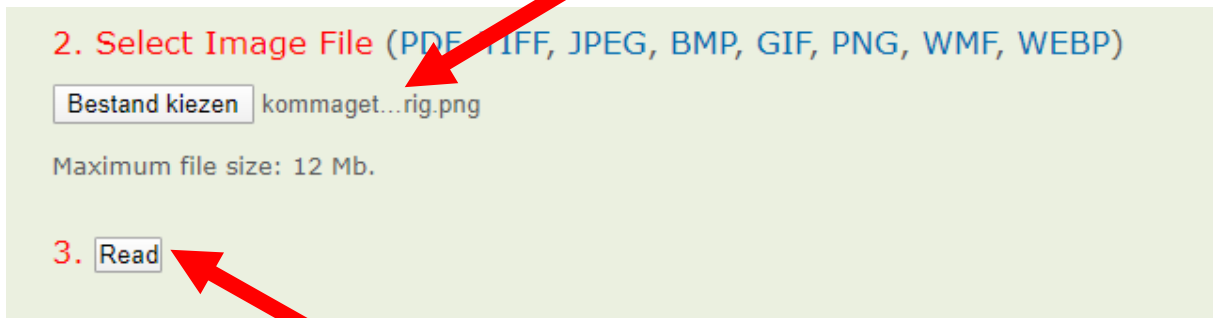 2. Select Image File (PDF, TIFF, JPEG, BMP, GIF, PNG, WMF, WEBP)
Bestand kiezen kommaget...rig.png
Maximum file size: 12 Mb.
3. Read